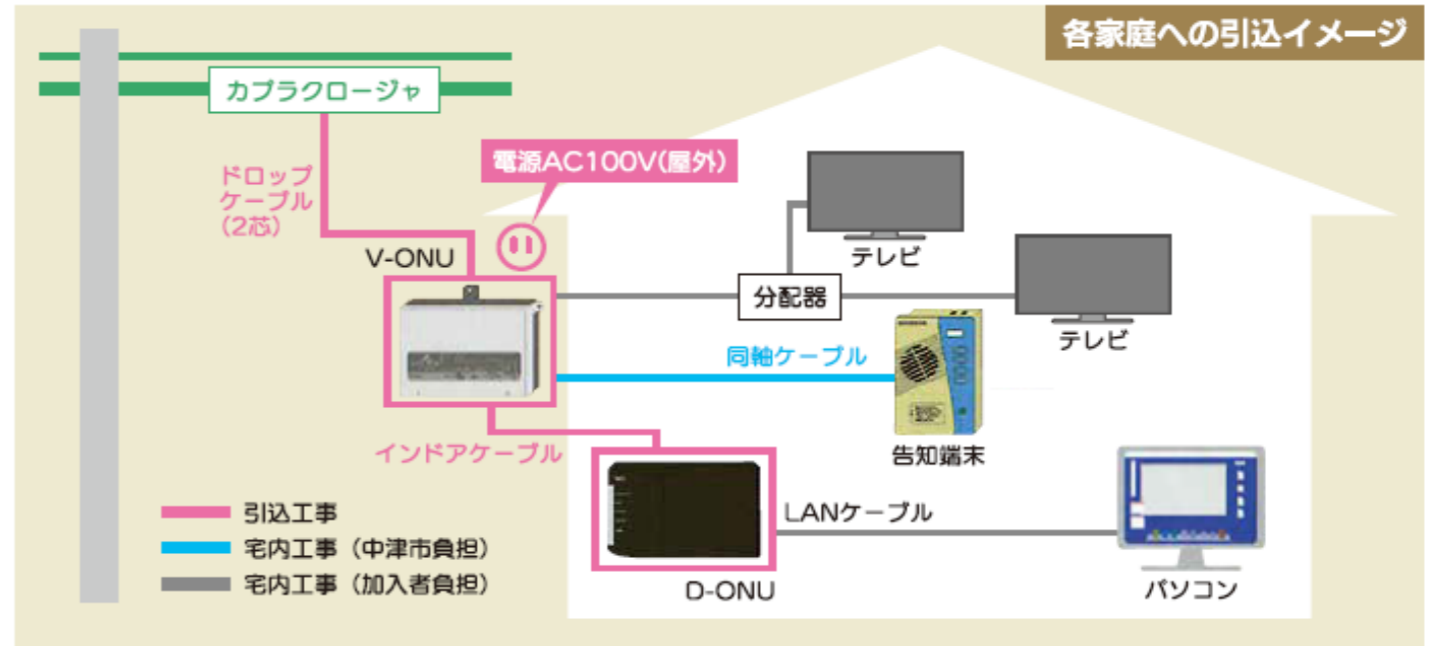 各家庭への引込イメージ
カプラクロージャ
電源AC100V(屋外)
ドロップ
ケーブル
(2芯)
V-ONU
テレビ
分配器
テレビ
同軸ケーブル
告知端末
インドアケーブル
LANケーブル
D-ONU
パソコン
引込工事
宅内工事（中津市負担）
宅内工事（加入者負担）